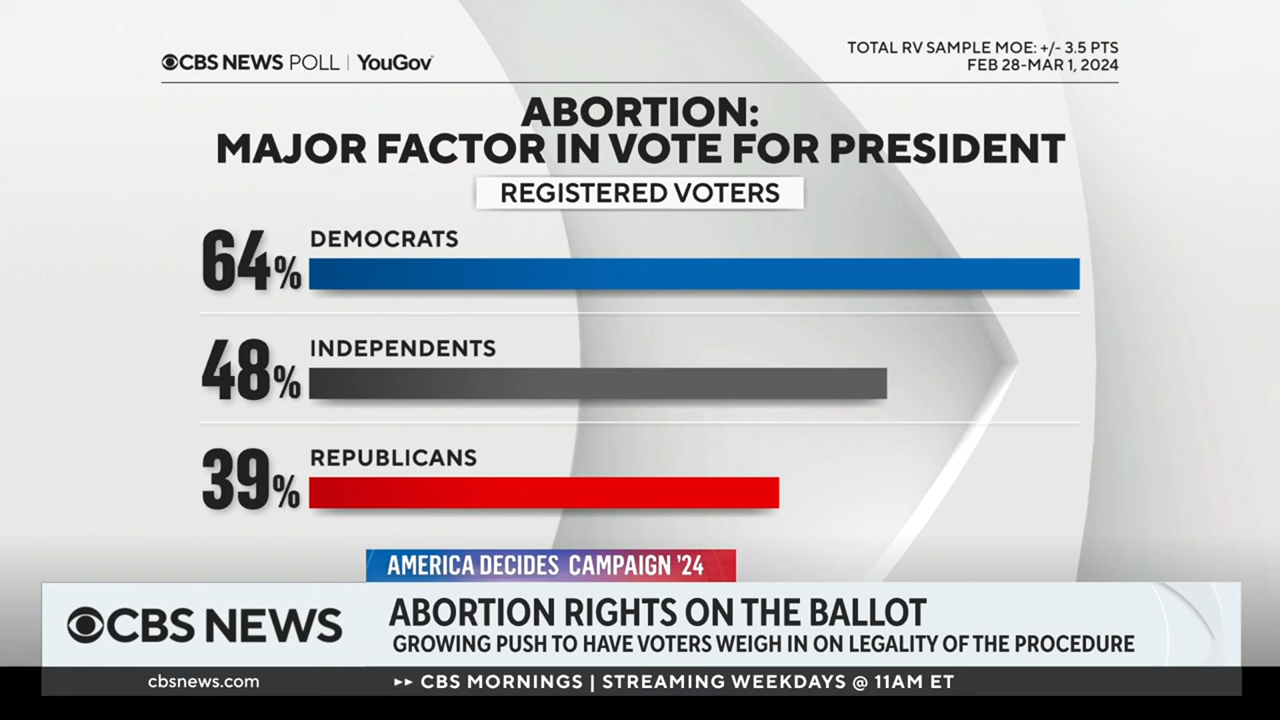 CBS NEWS POLL | YouGov
TOTAL RV SAMPLE MOE: +/- 3.5 PTS
FEB 28-MAR 1, 2024
ABORTION:
MAJOR FACTOR IN VOTE FOR PRESIDENT
REGISTERED VOTERS
64% DEMOCRATS
48% INDEPENDENTS
39% REPUBLICANS
AMERICA DECIDES CAMPAIGN '24
CBS NEWS
ABORTION RIGHTS ON THE BALLOT
GROWING PUSH TO HAVE VOTERS WEIGH IN ON LEGALITY OF THE PROCEDURE
cbsnews.com
CBS MORNINGS | STREAMING WEEKDAYS @ 11AM ET